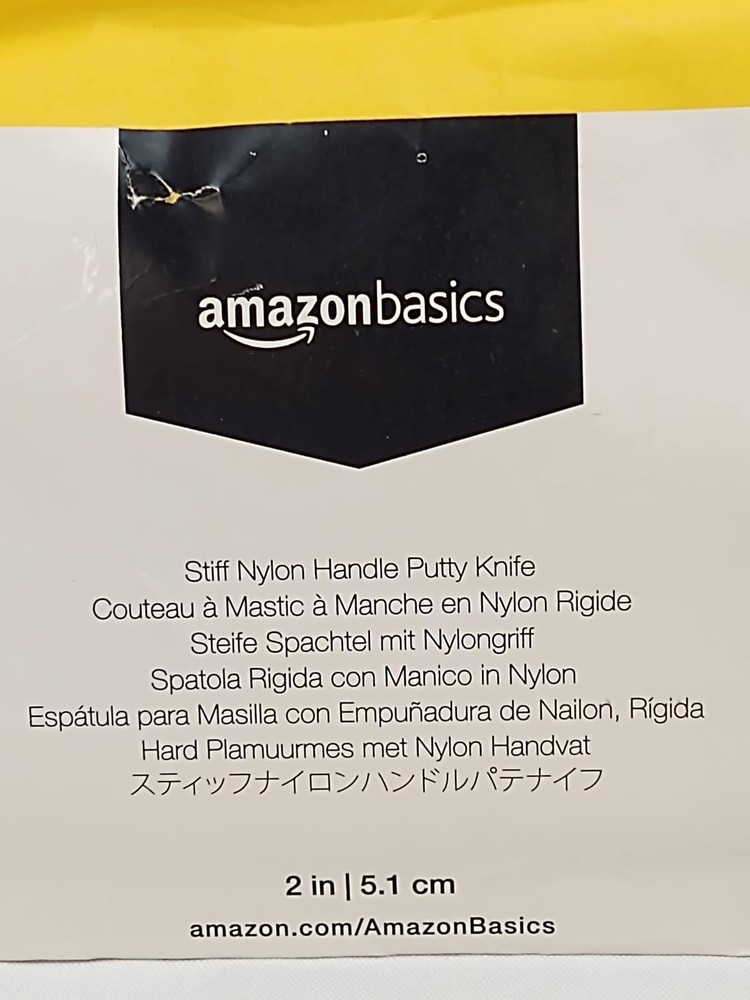 amazonbasics
Stiff Nylon Handle Putty Knife
Couteau à Mastic à Manche en Nylon Rigide
Steife Spachtel mit Nylongriff
Spatola Rigida con Manico in Nylon
Espátula para Masilla con Empuñadura de Nailon, Rígida
Hard Plamuurmes met Nylon Handvat
スティッフナイロンハンドルパテナイフ
2 in | 5.1 cm
amazon.com/AmazonBasics